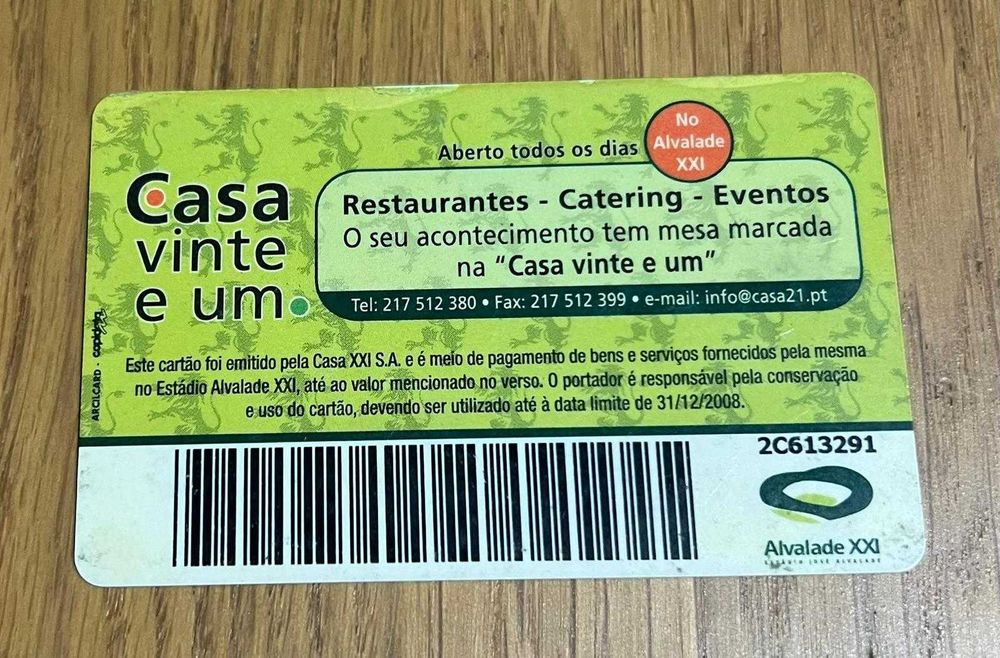 No
Alvalade
XXI
Aberto todos os dias
Casa
vinte
e um.
Restaurantes - Catering - Eventos
O seu acontecimento tem mesa marcada
na “Casa vinte e um”
Tel: 217 512 380 • Fax: 217 512 399 • e-mail: info@casa21.pt
Este cartão foi emitido pela Casa XXI S.A. e é meio de pagamento de bens e serviços fornecidos pela mesma
no Estádio Alvalade XXI, até ao valor mencionado no verso. O portador é responsável pela conservação
e uso do cartão, devendo ser utilizado até à data limite de 31/12/2008.
ARCILCARD •
2C613291
Alvalade XXI
ESTÁDIO JOSÉ ALVALADE